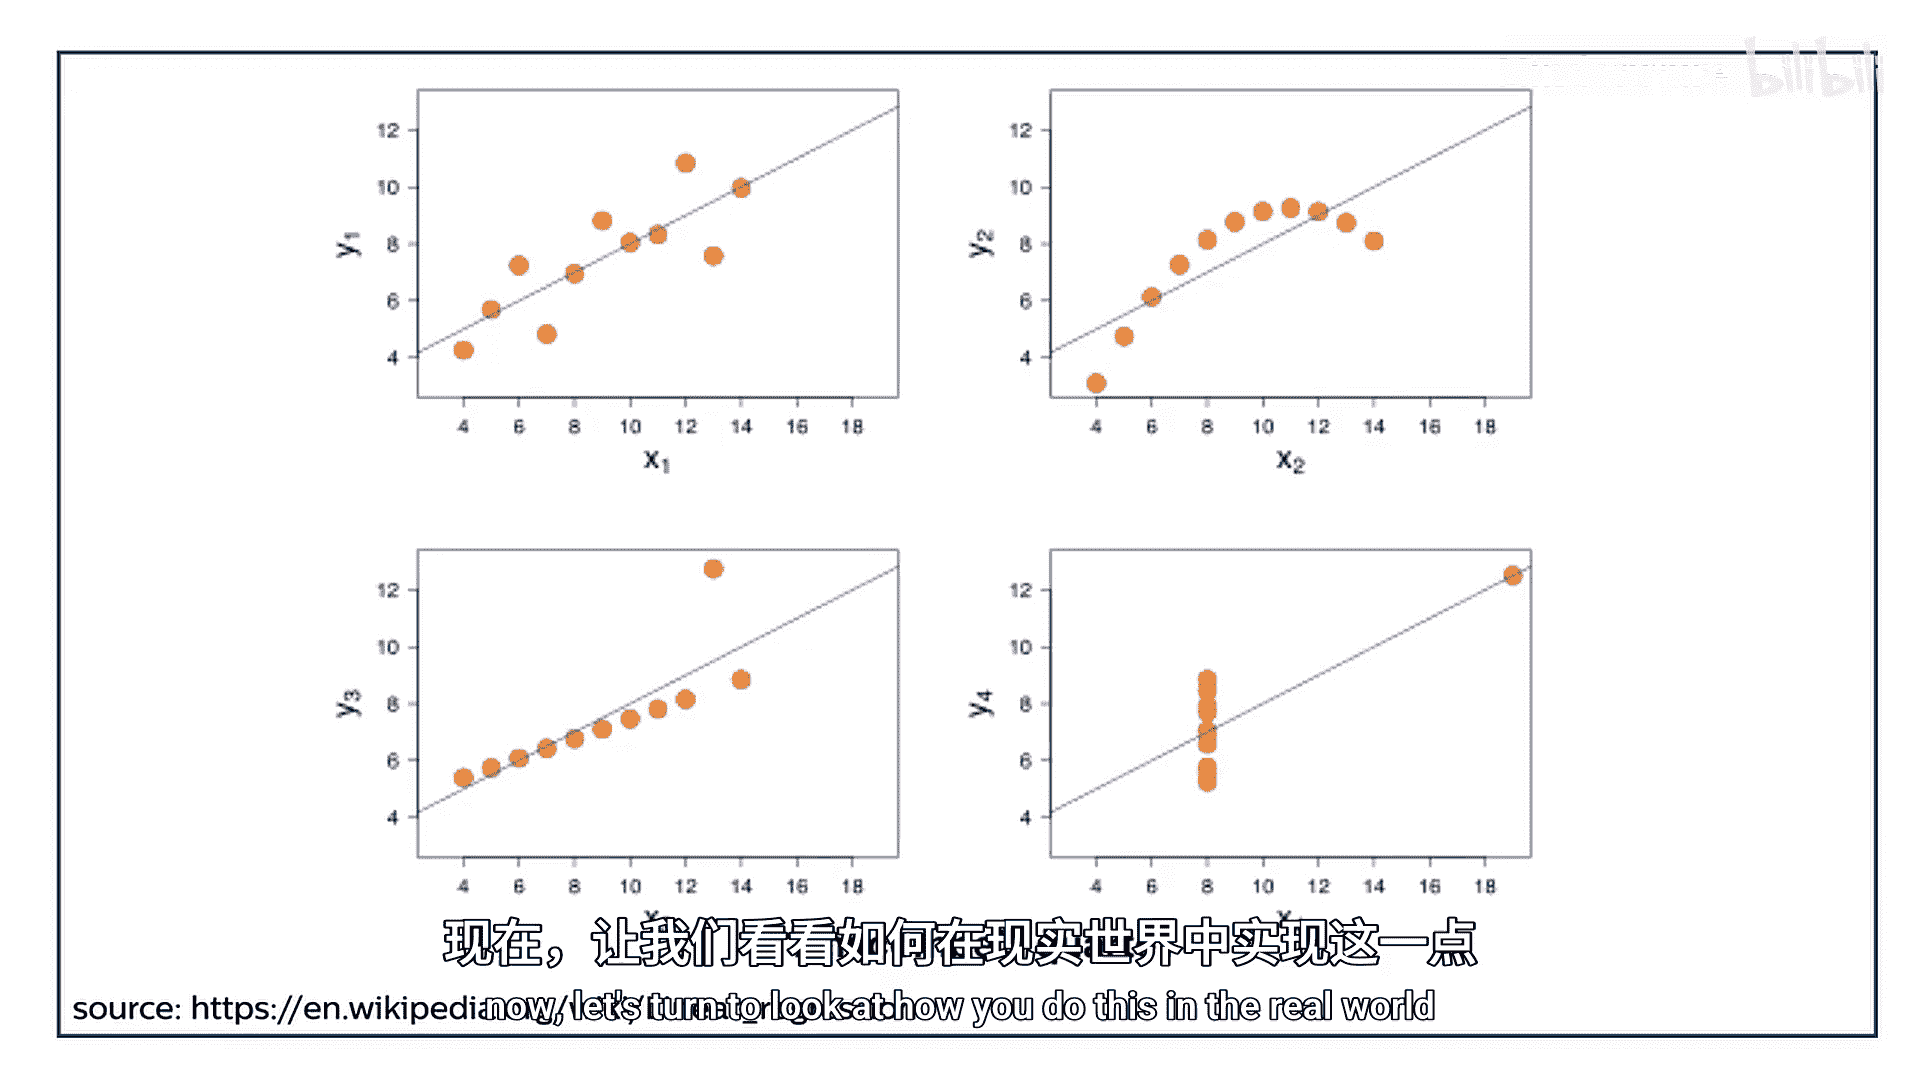 bilibili
12
10
8
6
4
y1
4 6 8 10 12 14 16 18
x1
12
10
8
6
4
y2
4 6 8 10 12 14 16 18
x2
12
10
8
6
4
y3
4 6 8 10 12 14 16 18
12
10
8
6
4
y4
4 6 8 10 12 14 16 18
现在，让我们看看如何在现实世界中实现这一点
source: https://en.wikipedia
now, let's turn to look at how you do this in the real world